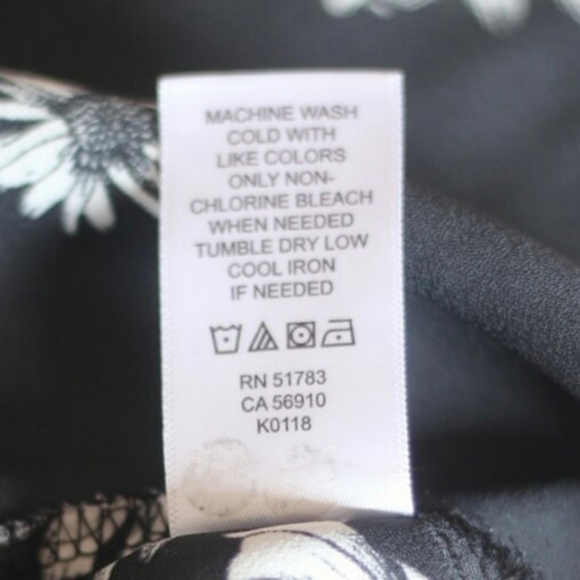 MACHINE WASH
COLD WITH
LIKE COLORS
ONLY NON-
CHLORINE BLEACH
WHEN NEEDED
TUMBLE DRY LOW
COOL IRON
IF NEEDED
RN 51783
CA 56910
K0118